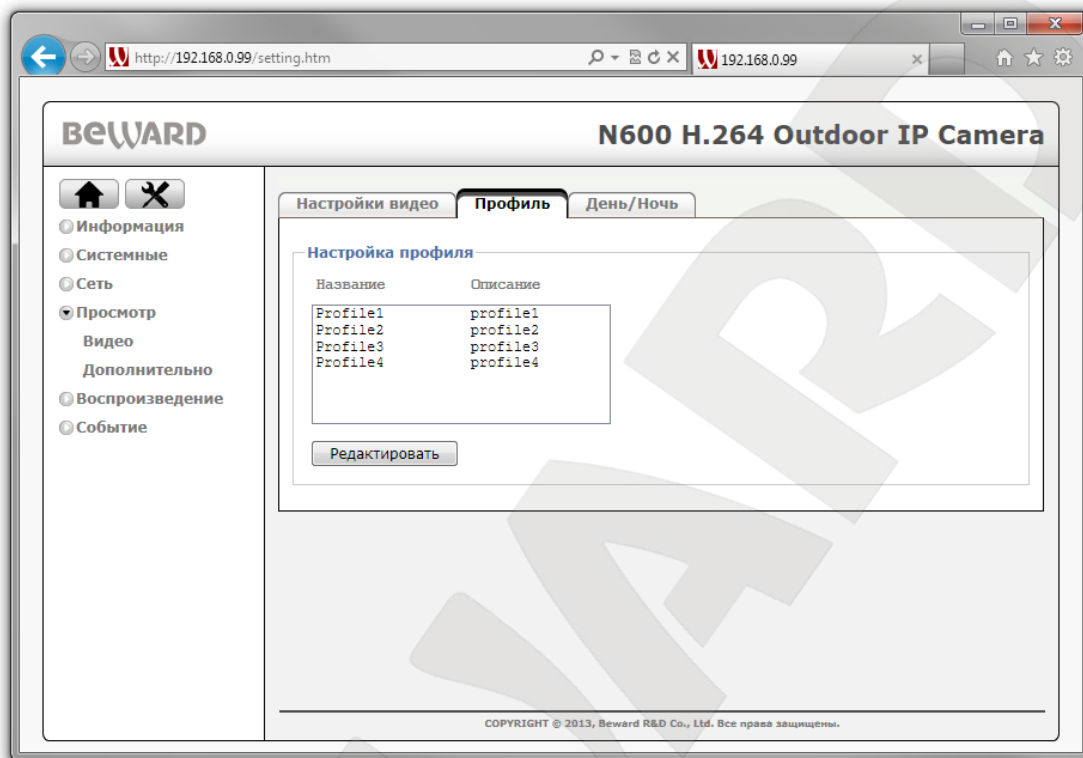 http://192.168.0.99/setting.htm
192.168.0.99
BEWARD
N600 H.264 Outdoor IP Camera
Информация
Системные
Сеть
Просмотр
Видео
Дополнительно
Воспроизведение
Событие
Настройки видео Профиль День/Ночь
Настройка профиля
Название Описание
Profile1 profile1
Profile2 profile2
Profile3 profile3
Profile4 profile4
Редактировать
COPYRIGHT © 2013, Beward R&D Co., Ltd. Все права защищены.